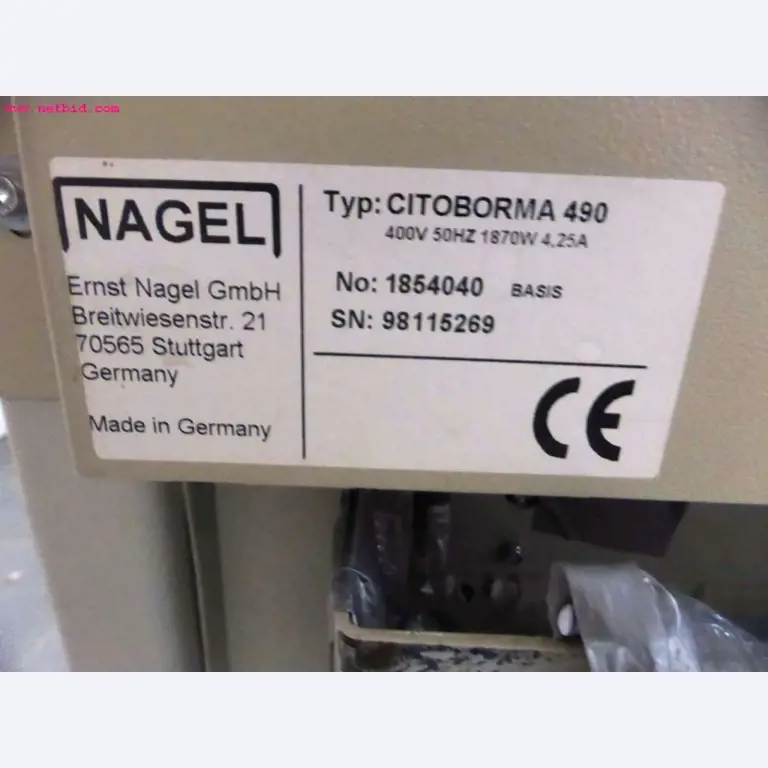 www.netbid.com
NAGEL
Ernst Nagel GmbH
Breitwiesenstr. 21
70565 Stuttgart
Germany
Made in Germany
Typ: CITOBORMA 490
400V 50HZ 1870W 4,25A
No: 1854040 BASIS
SN: 98115269
CE